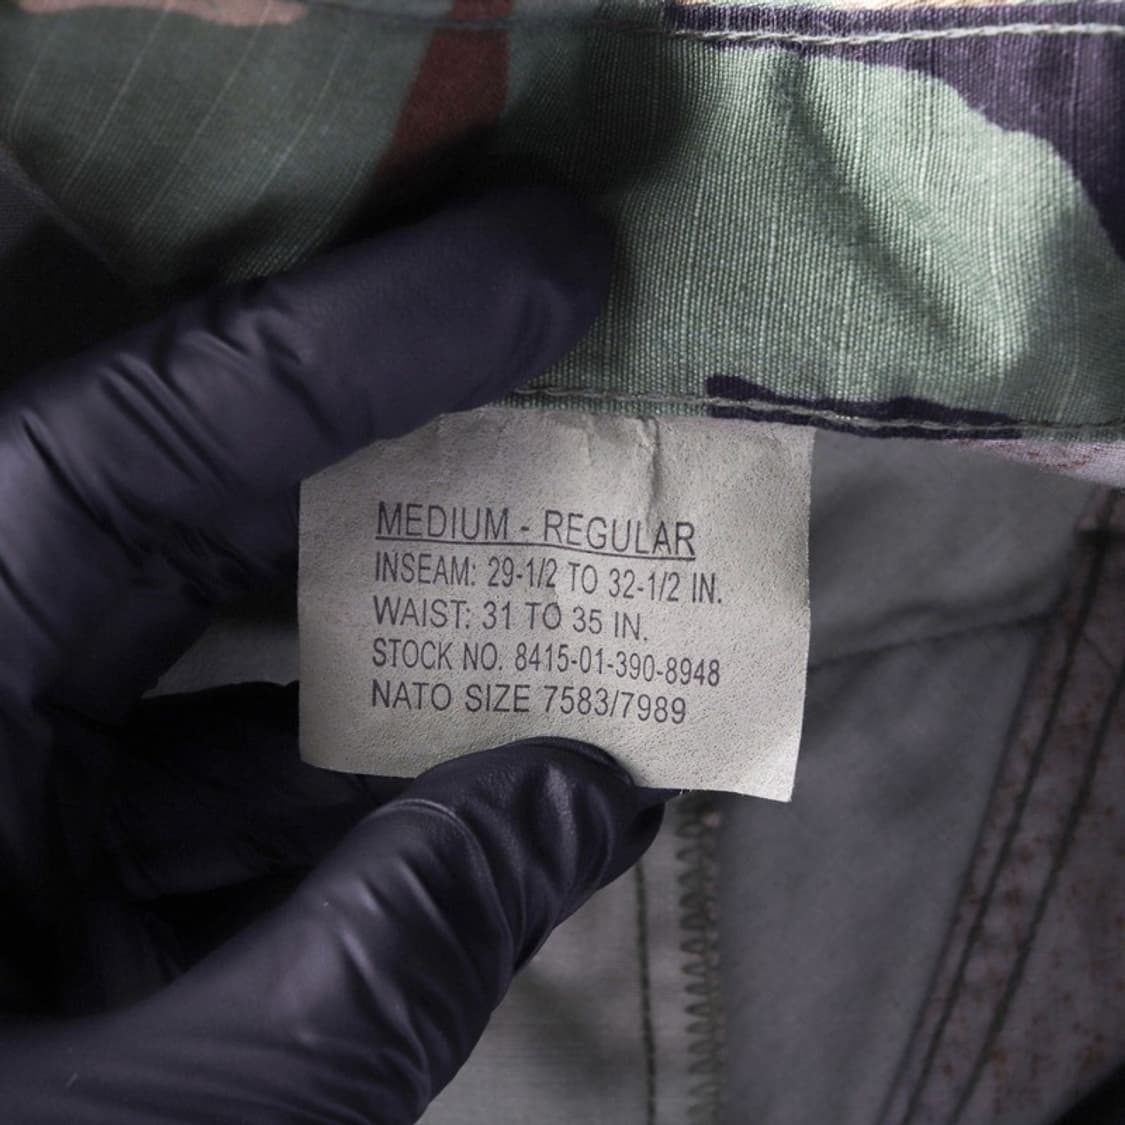 MEDIUM - REGULAR
INSEAM: 29-1/2 TO 32-1/2 IN.
WAIST: 31 TO 35 IN.
STOCK NO. 8415-01-390-8948
NATO SIZE 7583/7989